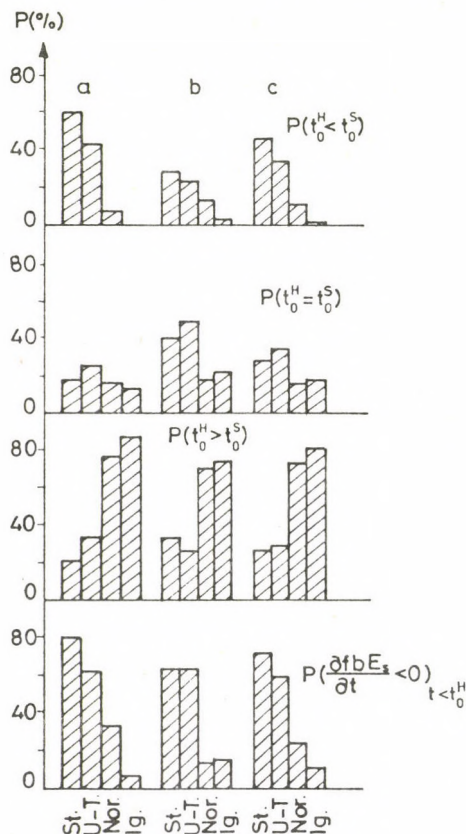 P(%)
80
a b c
P(t₀ᴴ < t₀ˢ)
40
0
80
P(t₀ᴴ = t₀ˢ)
40
0
P(t₀ᴴ > t₀ˢ)
80
40
0
80
P(∂fbEₛ/∂t < 0) t < t₀ᴴ
40
0
St. U-T. Nor. Ig. St. U-T. Nor. Ig. St. U-T. Nor. Ig.